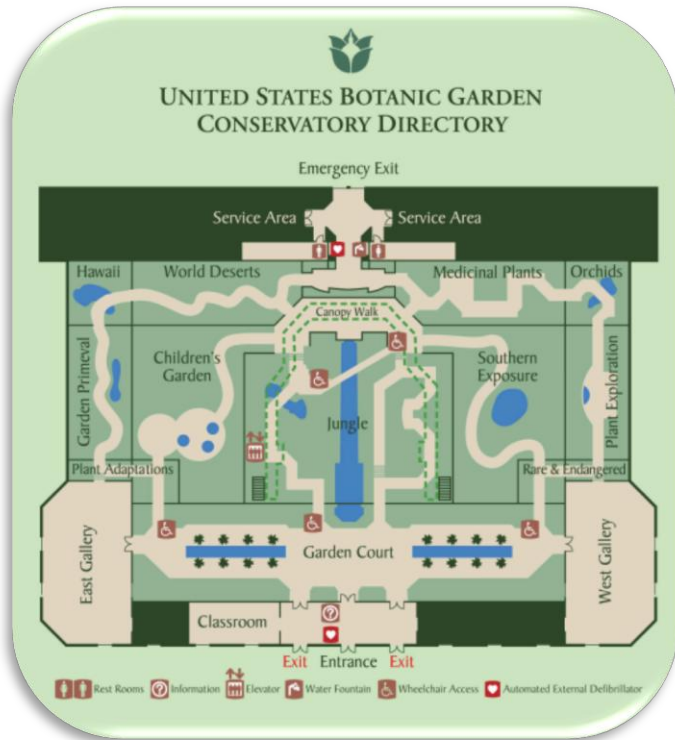 UNITED STATES BOTANIC GARDEN
CONSERVATORY DIRECTORY
Emergency Exit
Service Area
Service Area
Hawaii
World Deserts
Medicinal Plants
Orchids
Canopy Walk
Garden Primeval
Children's
Garden
Southern
Exposure
Plant Exploration
Jungle
Plant Adaptations
Rare & Endangered
East Gallery
Garden Court
West Gallery
?
Classroom
Exit Entrance Exit
Rest Rooms ? Information Elevator Water Fountain Wheelchair Access Automated External Defibrillator